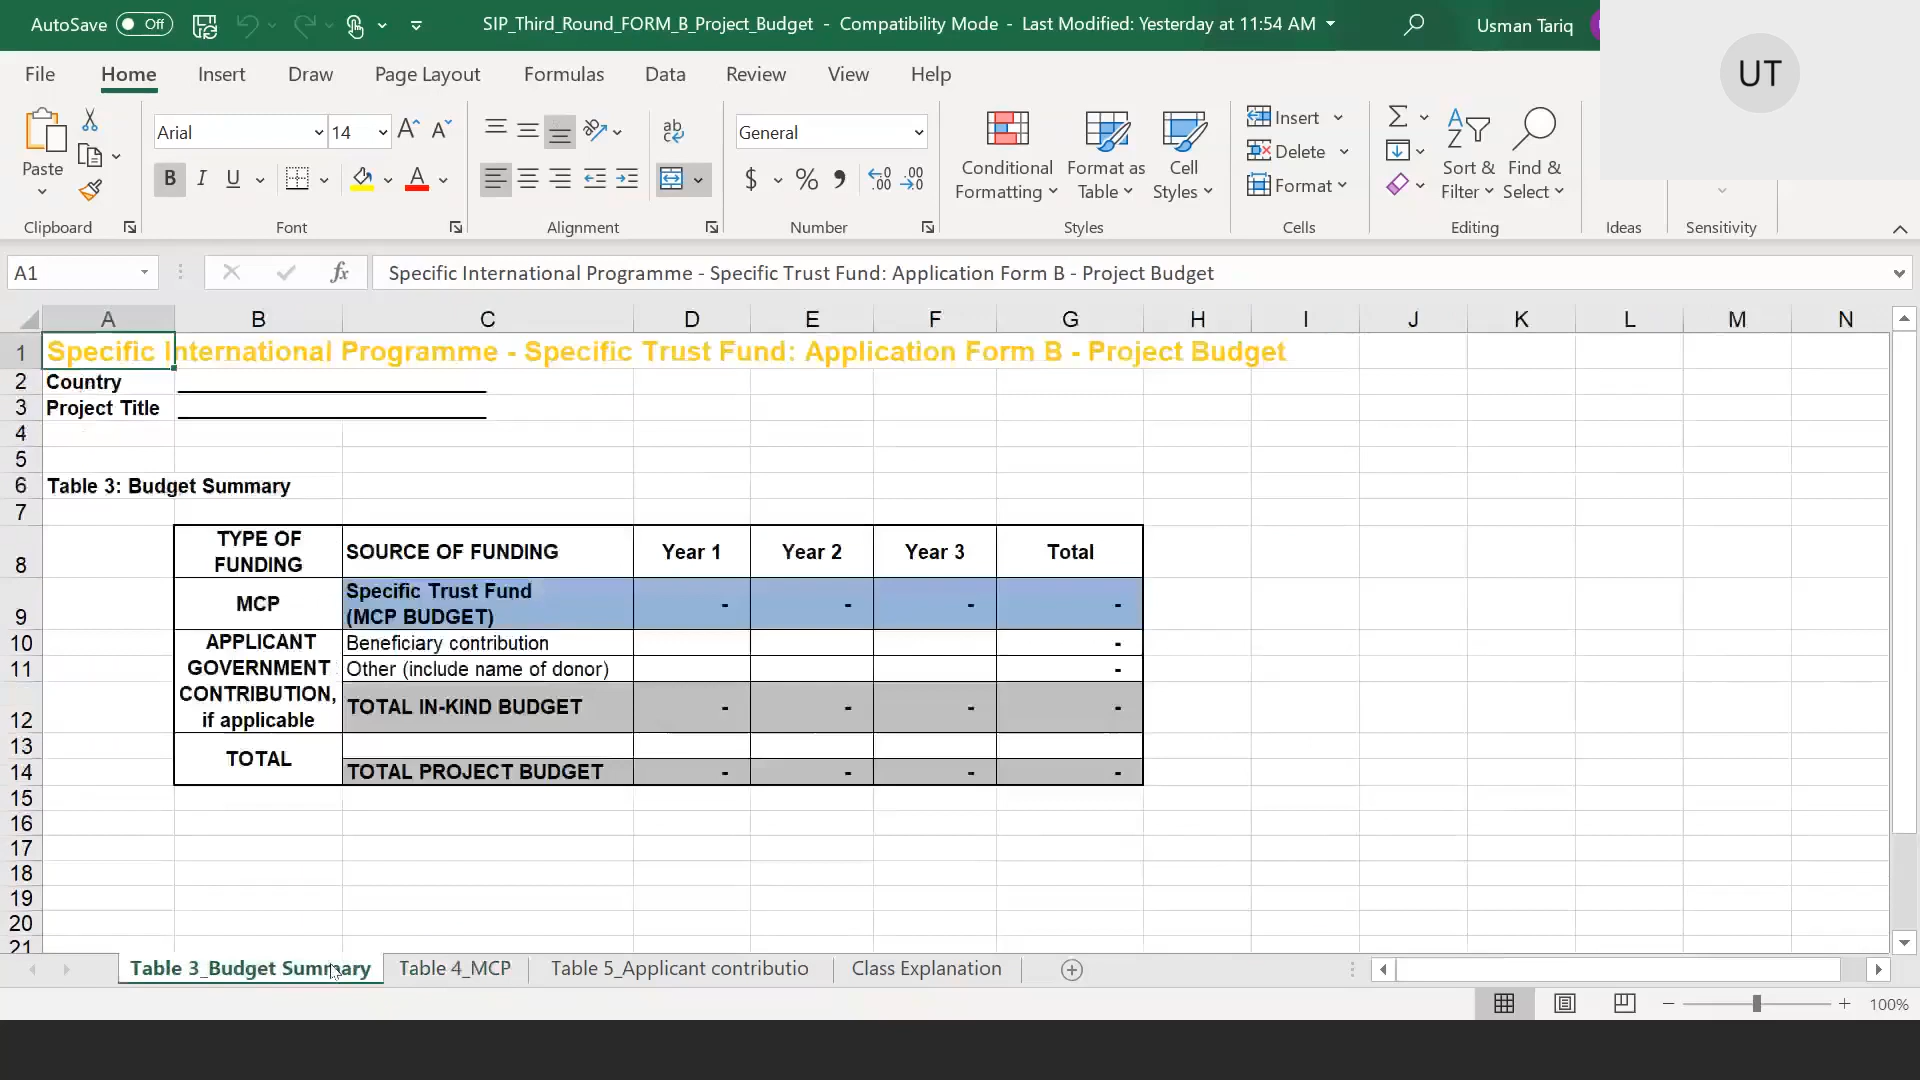 AutoSave Off SIP_Third_Round_FORM_B_Project_Budget - Compatibility Mode - Last Modified: Yesterday at 11:54 AM Usman Tariq UT
File Home Insert Draw Page Layout Formulas Data Review View Help
Paste Arial 14 A A ab General $ % 9 .00 .00
B I U A
Conditional Formatting Format as Table Cell Styles
Insert
Delete
Format
Sort & Filter Find & Select
Clipboard Font Alignment Number Styles Cells Editing Ideas Sensitivity
A1 fx Specific International Programme - Specific Trust Fund: Application Form B - Project Budget
A B C D E F G H I J K L M N
1 Specific International Programme - Specific Trust Fund: Application Form B - Project Budget
2 Country
3 Project Title
4
5
6 Table 3: Budget Summary
7
8 TYPE OF FUNDING SOURCE OF FUNDING Year 1 Year 2 Year 3 Total
9 MCP Specific Trust Fund (MCP BUDGET) - - - -
10 APPLICANT Beneficiary contribution -
11 GOVERNMENT Other (include name of donor) -
12 CONTRIBUTION, if applicable TOTAL IN-KIND BUDGET - - - -
13 TOTAL
14 TOTAL PROJECT BUDGET - - - -
15
16
17
18
19
20
21
Table 3_Budget Summary Table 4_MCP Table 5_Applicant contributio Class Explanation
100%